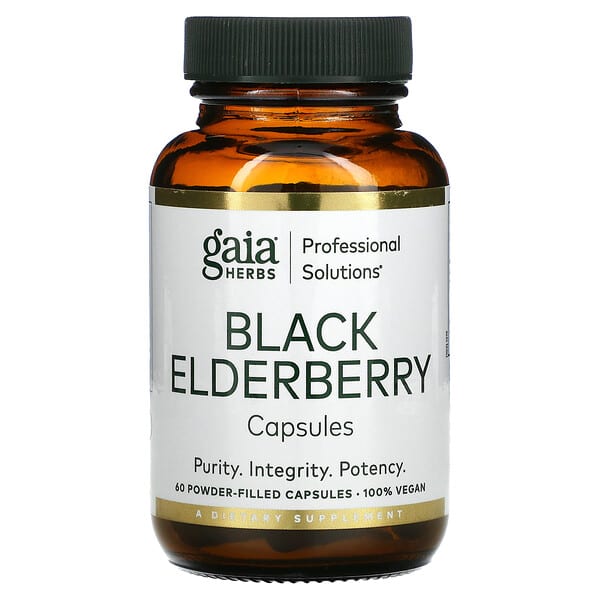 gaia®
HERBS
Professional
Solutions®
BLACK
ELDERBERRY
Capsules
Purity. Integrity. Potency.
60 POWDER-FILLED CAPSULES · 100% VEGAN
A DIETARY SUPPLEMENT